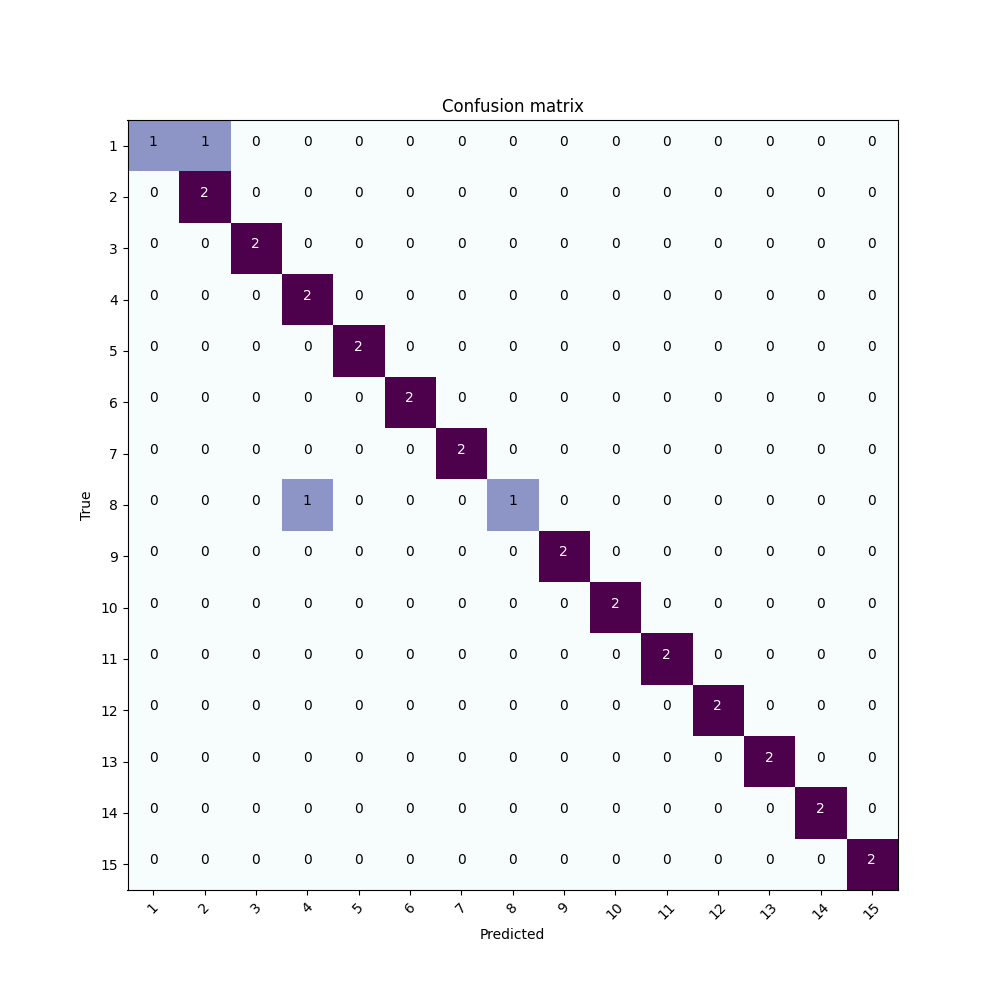 Confusion matrix
1 1 1 0 0 0 0 0 0 0 0 0 0 0 0 0
2 0 2 0 0 0 0 0 0 0 0 0 0 0 0 0
3 0 0 2 0 0 0 0 0 0 0 0 0 0 0 0
4 0 0 0 2 0 0 0 0 0 0 0 0 0 0 0
5 0 0 0 0 2 0 0 0 0 0 0 0 0 0 0
6 0 0 0 0 0 2 0 0 0 0 0 0 0 0 0
7 0 0 0 0 0 0 2 0 0 0 0 0 0 0 0
True
8 0 0 0 1 0 0 0 1 0 0 0 0 0 0 0
9 0 0 0 0 0 0 0 0 2 0 0 0 0 0 0
10 0 0 0 0 0 0 0 0 0 2 0 0 0 0 0
11 0 0 0 0 0 0 0 0 0 0 2 0 0 0 0
12 0 0 0 0 0 0 0 0 0 0 0 2 0 0 0
13 0 0 0 0 0 0 0 0 0 0 0 0 2 0 0
14 0 0 0 0 0 0 0 0 0 0 0 0 0 2 0
15 0 0 0 0 0 0 0 0 0 0 0 0 0 0 2
1 2 3 4 5 6 7 8 9 10 11 12 13 14 15
Predicted